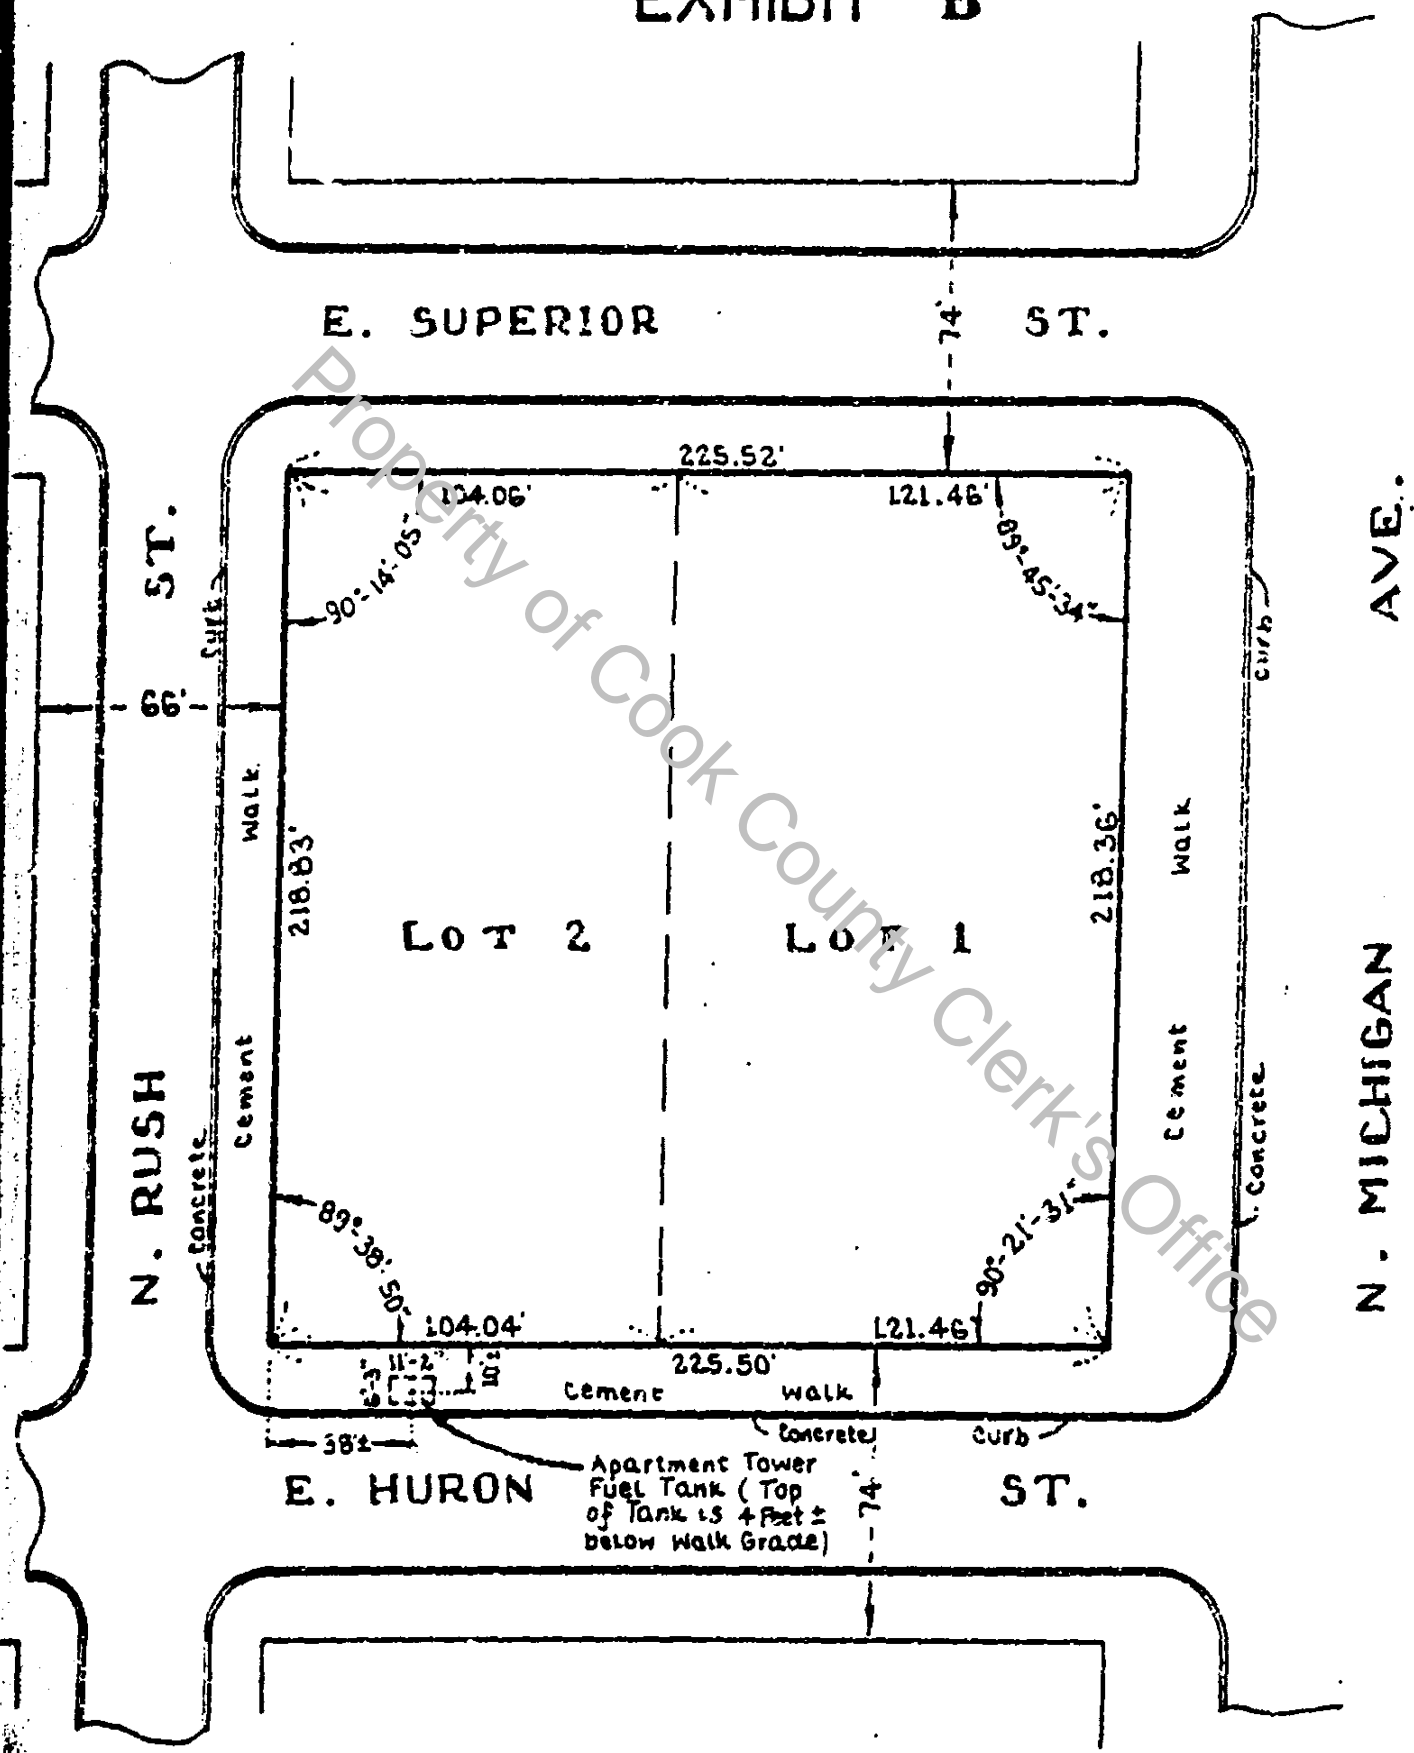 EXHIBIT B
E. SUPERIOR ST.
74'
225.52'
104.06'
121.46'
90°-14'-05"
89°-45'-34"
N. RUSH ST.
Curb
66'
Walk
218.83'
Cement
Concrete
LOT 2
LOT 1
218.36'
Walk
Cement
Curb
Concrete
N. MICHIGAN AVE.
89°-38'-50"
90°-21'-31"
104.04'
121.46'
225.50'
11'-2"
6'-3"
10'±
Cement Walk
Concrete Curb
38'±
E. HURON ST.
Apartment Tower
Fuel Tank (Top
of Tank is 4 Feet ±
below Walk Grade)
74'
Property of Cook County Clerk's Office